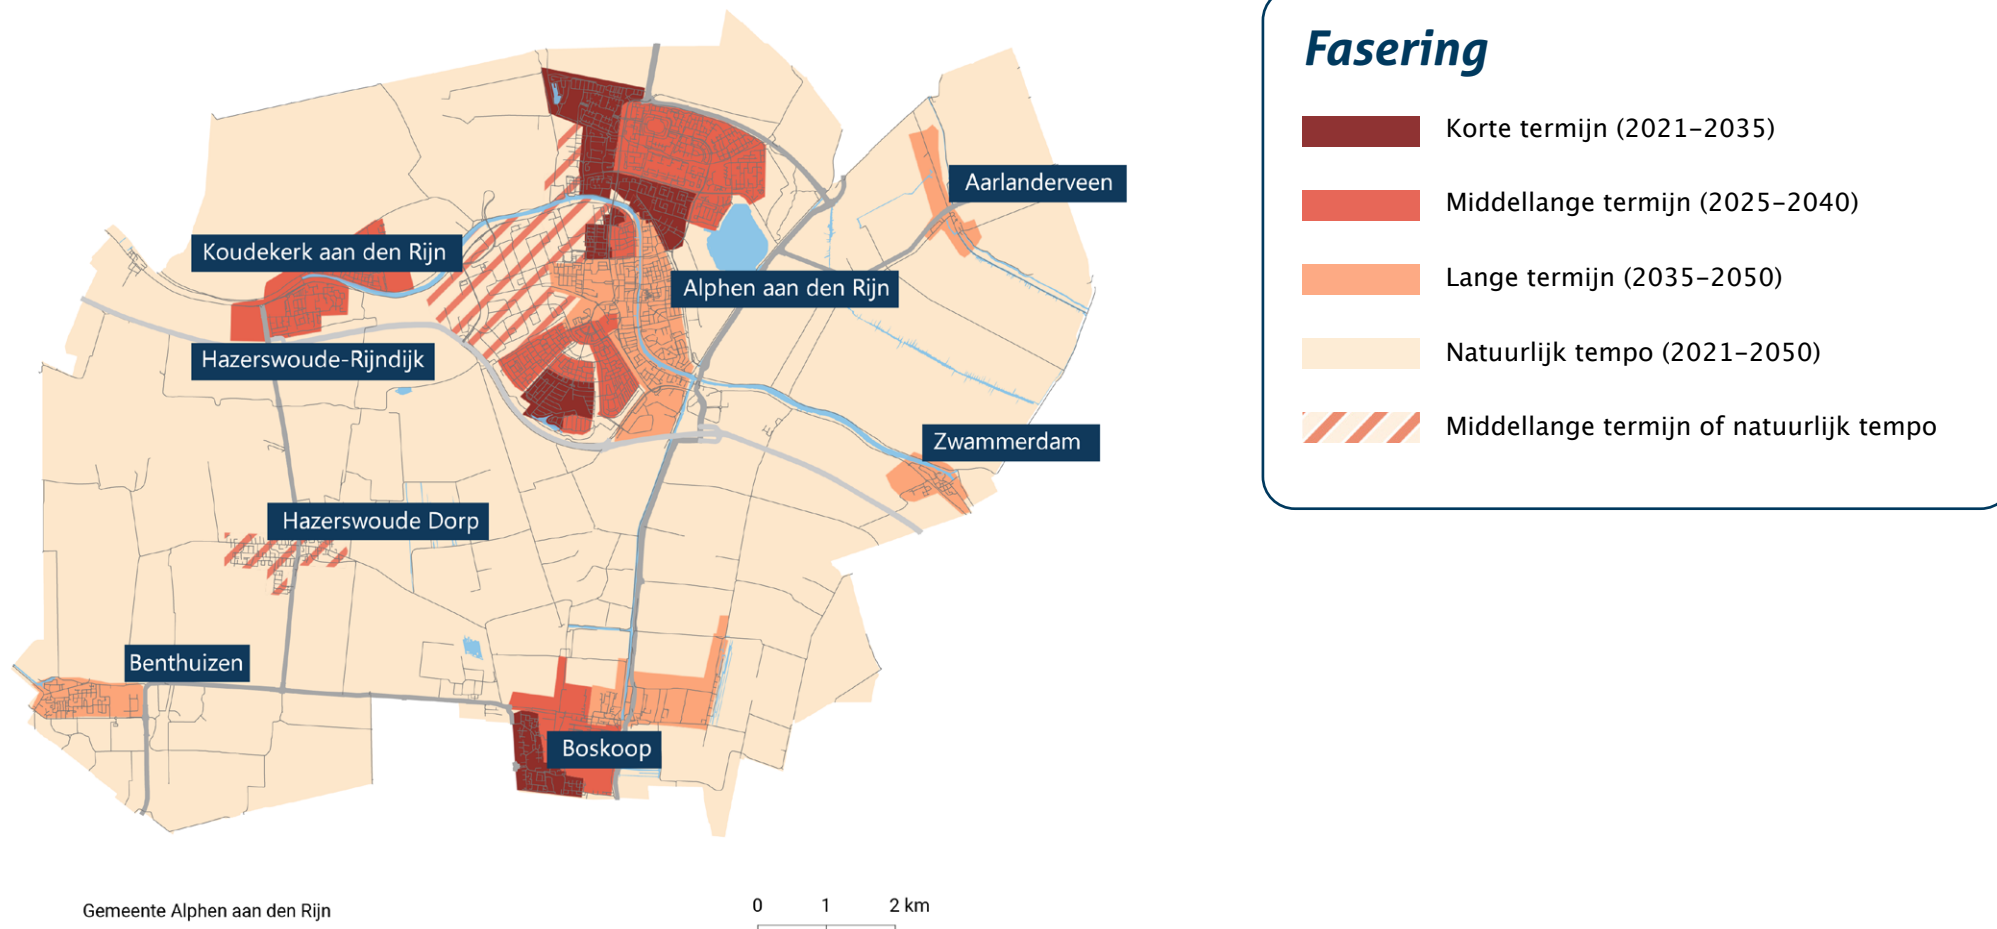 Fasering
Korte termijn (2021–2035)
Middellange termijn (2025–2040)
Lange termijn (2035–2050)
Natuurlijk tempo (2021–2050)
Middellange termijn of natuurlijk tempo
Aarlanderveen
Koudekerk aan den Rijn
Alphen aan den Rijn
Hazerswoude-Rijndijk
Zwammerdam
Hazerswoude Dorp
Benthuizen
Boskoop
Gemeente Alphen aan den Rijn
0 1 2 km